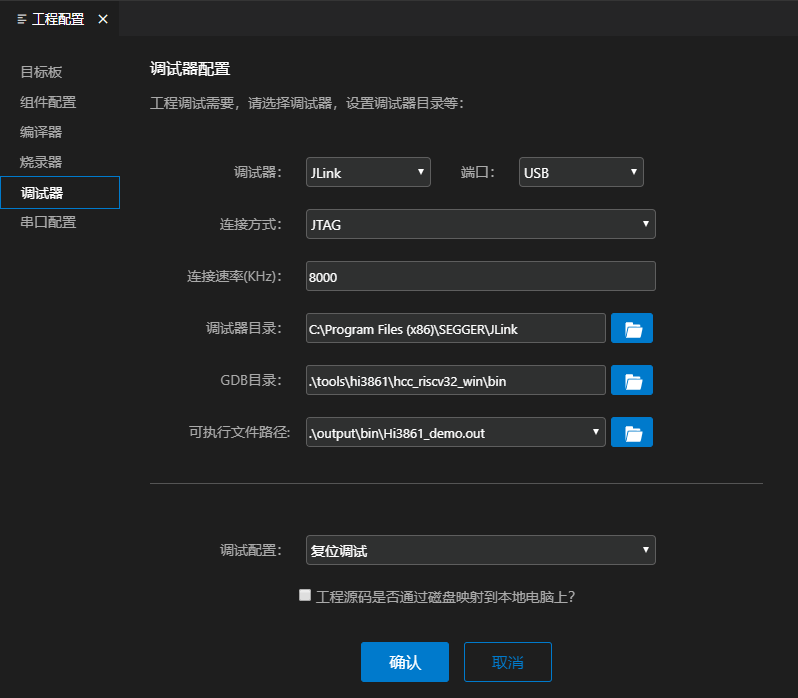 工程配置
目标板
组件配置
编译器
烧录器
调试器
串口配置
调试器配置
工程调试需要，请选择调试器，设置调试器目录等：
调试器： JLink 端口： USB
连接方式： JTAG
连接速率(KHz)： 8000
调试器目录： C:\Program Files (x86)\SEGGER\JLink
GDB目录： .\tools\hi3861\hcc_riscv32_win\bin
可执行文件路径: .\output\bin\Hi3861_demo.out
调试配置： 复位调试
工程源码是否通过磁盘映射到本地电脑上?
确认 取消